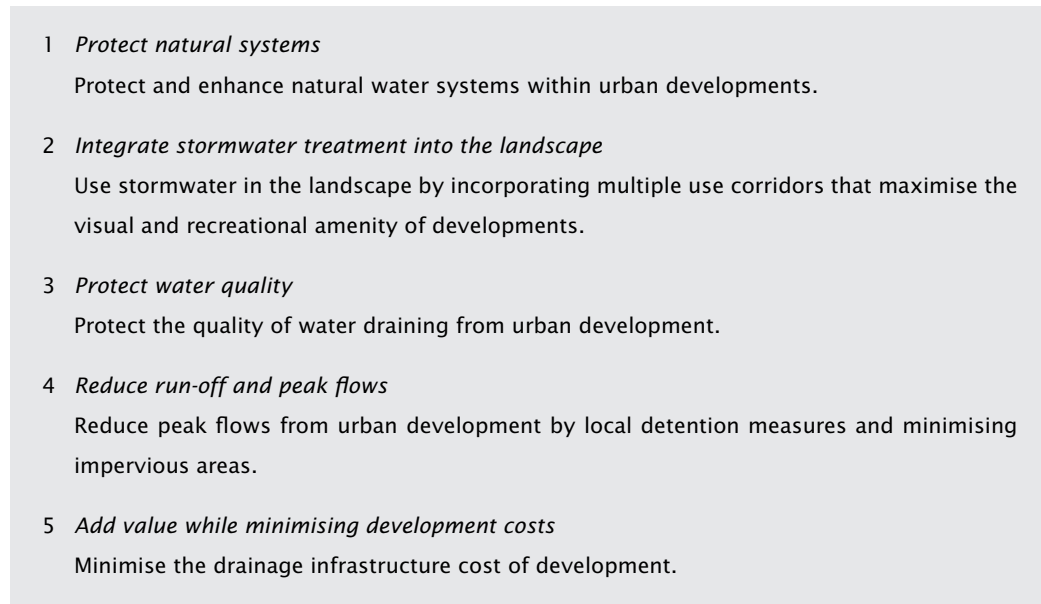 1 Protect natural systems
Protect and enhance natural water systems within urban developments.
2 Integrate stormwater treatment into the landscape
Use stormwater in the landscape by incorporating multiple use corridors that maximise the
visual and recreational amenity of developments.
3 Protect water quality
Protect the quality of water draining from urban development.
4 Reduce run-off and peak flows
Reduce peak flows from urban development by local detention measures and minimising
impervious areas.
5 Add value while minimising development costs
Minimise the drainage infrastructure cost of development.